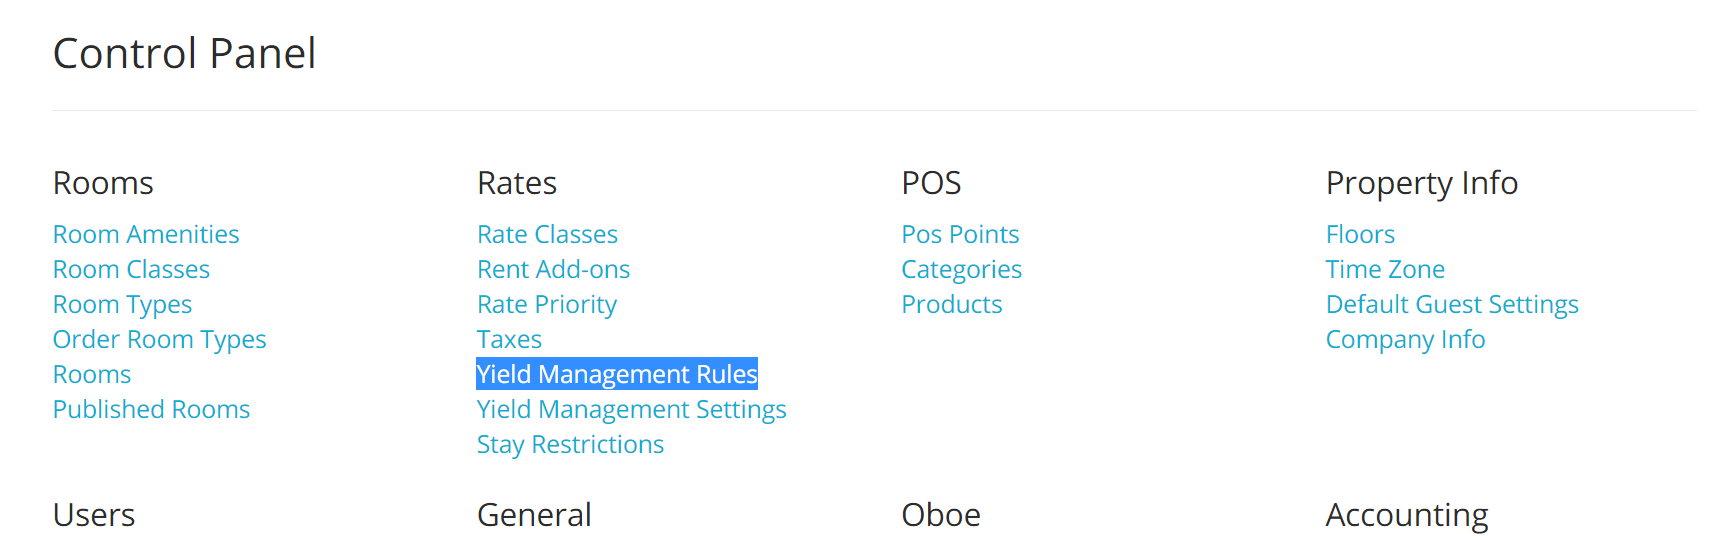 Control Panel
Rooms
Room Amenities
Room Classes
Room Types
Order Room Types
Rooms
Published Rooms
Rates
Rate Classes
Rent Add-ons
Rate Priority
Taxes
Yield Management Rules
Yield Management Settings
Stay Restrictions
POS
Pos Points
Categories
Products
Property Info
Floors
Time Zone
Default Guest Settings
Company Info
Users
General
Oboe
Accounting